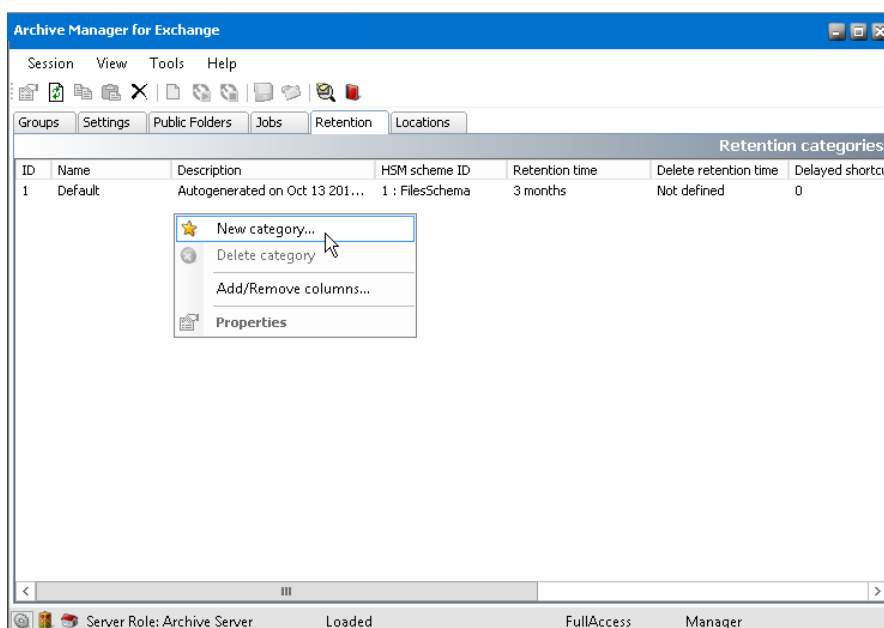 Archive Manager for Exchange
Session View Tools Help
Groups Settings Public Folders Jobs Retention Locations
Retention categories
ID Name Description HSM scheme ID Retention time Delete retention time Delayed shortcu
1 Default Autogenerated on Oct 13 201... 1 : FilesSchema 3 months Not defined 0
New category...
Delete category
Add/Remove columns...
Properties
Server Role: Archive Server Loaded FullAccess Manager